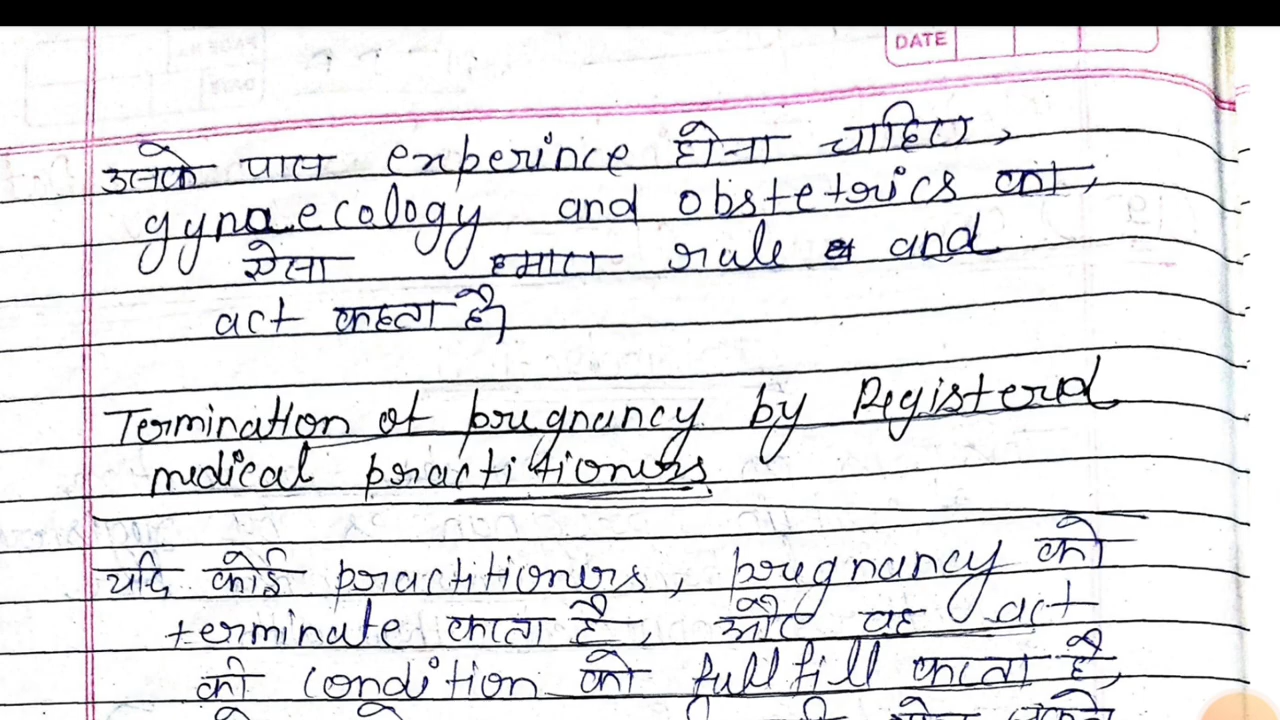 DATE
उसके पास experince होना चाहिए,
gynaecology and obstetrics का,
ऐसा हमारा rule and
act कहता है
Termination of pregnancy by Registered
medical practitioners
यदि कोई practitioners, pregnancy को
terminate करता है, और वह act
की condition को fullfill करता है,